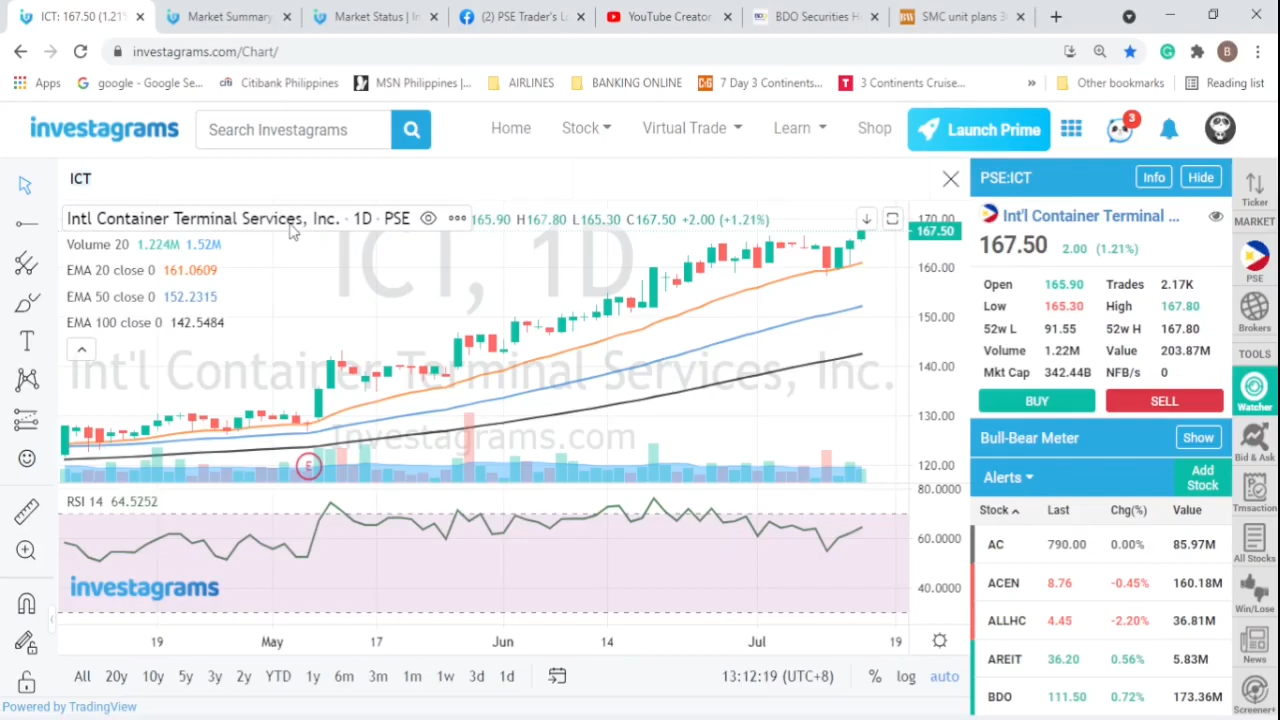 ICT: 167.50 (1.21
Market Summary
Market Status | In
(2) PSE Trader's L
YouTube Creator
BDO Securities H
SMC unit plans 3
investagrams.com/Chart/
B
Apps
google - Google Se...
Citibank Philippines
MSN Philippines |...
AIRLINES
BANKING ONLINE
7 Day 3 Continents...
3 Continents Cruise...
»
Other bookmarks
Reading list
investagrams
Search Investagrams
Home
Stock
Virtual Trade
Learn
Shop
Launch Prime
3
ICT
Intl Container Terminal Services, Inc. · 1D · PSE
165.90 H167.80 L165.30 C167.50 +2.00 (+1.21%)
Volume 20 1.224M 1.52M
EMA 20 close 0 161.0609
EMA 50 close 0 152.2315
EMA 100 close 0 142.5484
ICT, 1D
Int'l Container Terminal Services, Inc.
investagrams.com
E
170.00
167.50
160.00
150.00
140.00
130.00
120.00
RSI 14 64.5252
80.0000
60.0000
40.0000
investagrams
19
May
17
Jun
14
Jul
19
All 20y 10y 5y 3y 2y YTD 1y 6m 3m 1m 1w 3d 1d
13:12:19 (UTC+8)
% log auto
Powered by TradingView
PSE:ICT
Info
Hide
Int'l Container Terminal ...
167.50 2.00 (1.21%)
Open 165.90 Trades 2.17K
Low 165.30 High 167.80
52w L 91.55 52w H 167.80
Volume 1.22M Value 203.87M
Mkt Cap 342.44B NFB/s 0
BUY
SELL
Bull-Bear Meter
Show
Alerts
Add
Stock
Stock Last Chg(%) Value
AC 790.00 0.00% 85.97M
ACEN 8.76 -0.45% 160.18M
ALLHC 4.45 -2.20% 36.81M
AREIT 36.20 0.56% 5.83M
BDO 111.50 0.72% 173.36M
Ticker
MARKET
PSE
Brokers
TOOLS
Watcher
Bid & Ask
Trnsaction
All Stocks
Win/Lose
News
Screener+